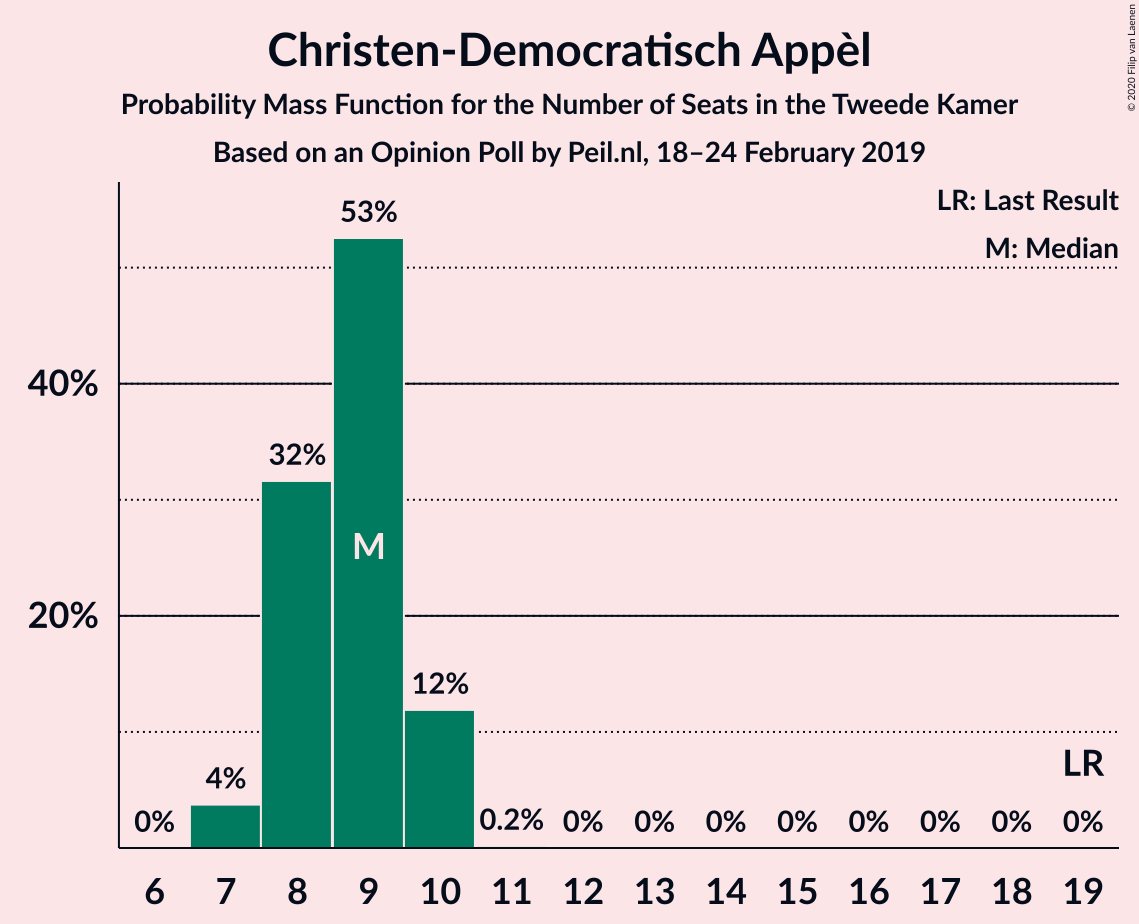 Christen-Democratisch Appèl
Probability Mass Function for the Number of Seats in the Tweede Kamer
Based on an Opinion Poll by Peil.nl, 18–24 February 2019
© 2020 Filip van Laenen
LR: Last Result
M: Median
53%
40%
32%
M
20%
12%
LR
4%
0% 0.2% 0% 0% 0% 0% 0% 0% 0% 0%
6 7 8 9 10 11 12 13 14 15 16 17 18 19